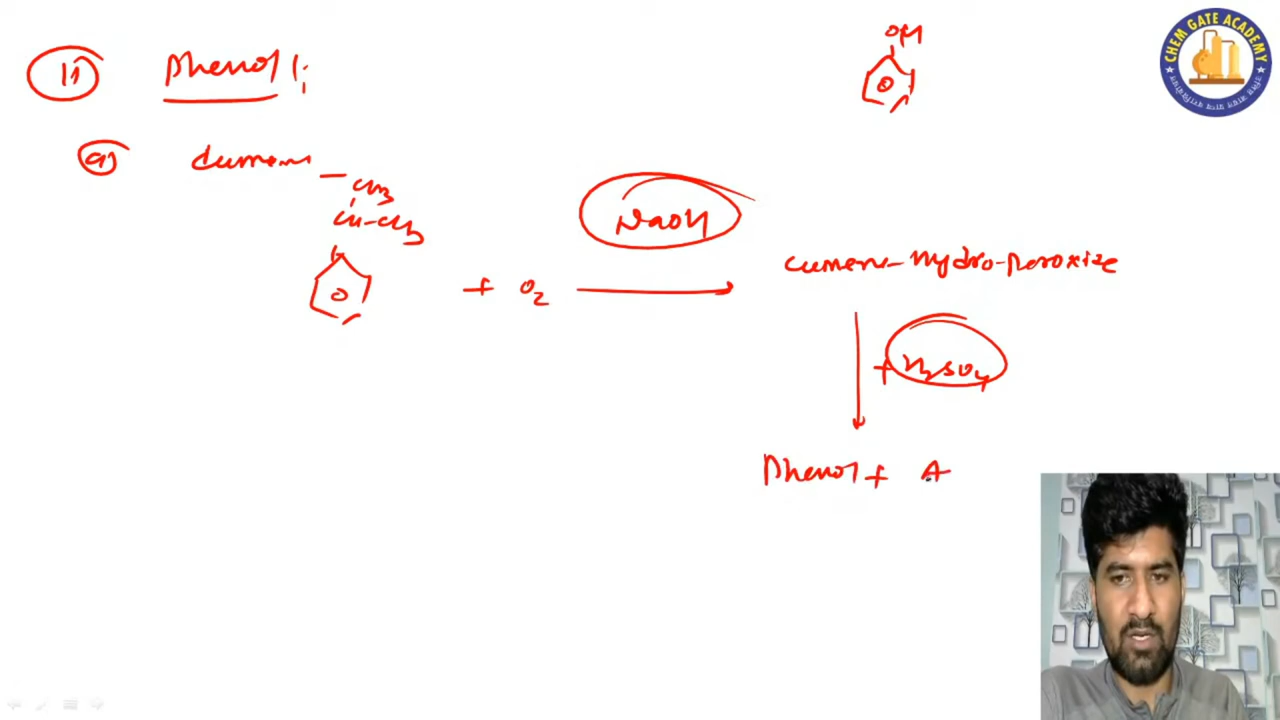 11) Phenol :
OH
a) Cumene
CH3
CH-CH3
+ O2
NaOH
Cumene-Hydro-Peroxide
+ H2SO4
Phenol + A
CHEM GATE ACADEMY